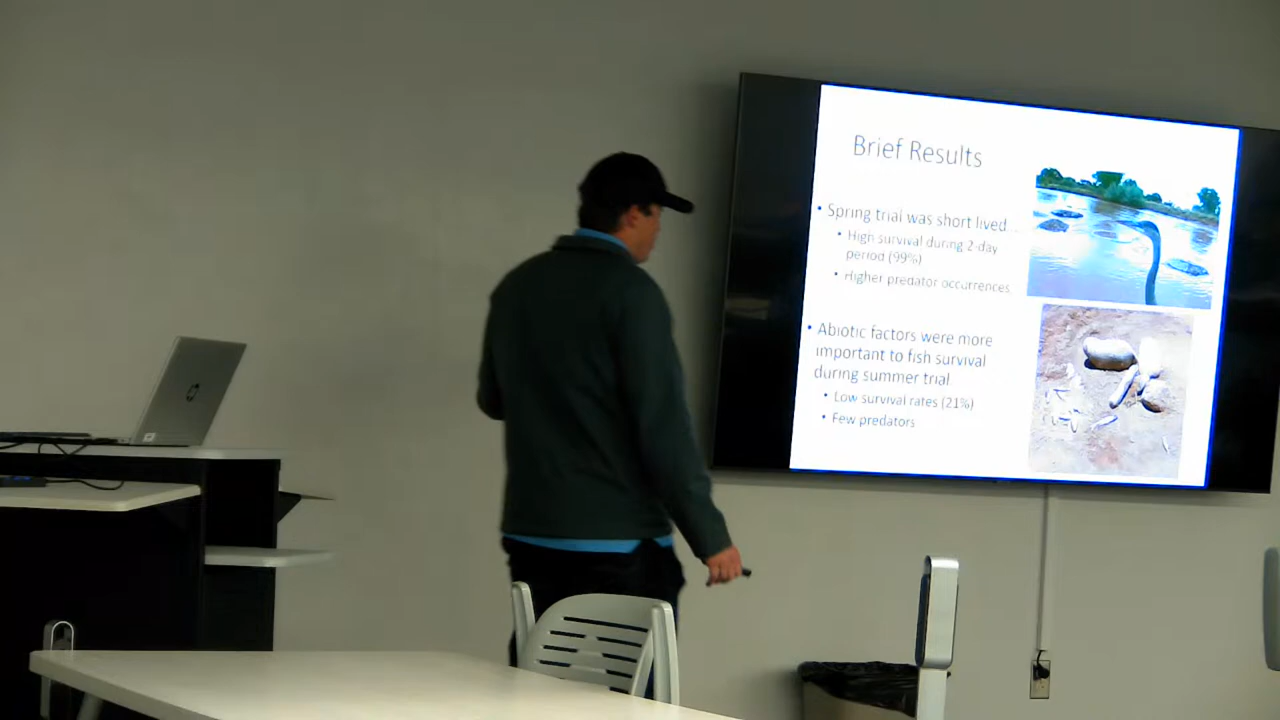 Brief Results
• Spring trial was short lived...
• High survival during 2-day
period (99%)
• Higher predator occurrences
• Abiotic factors were more
important to fish survival
during summer trial
• Low survival rates (21%)
• Few predators
hp